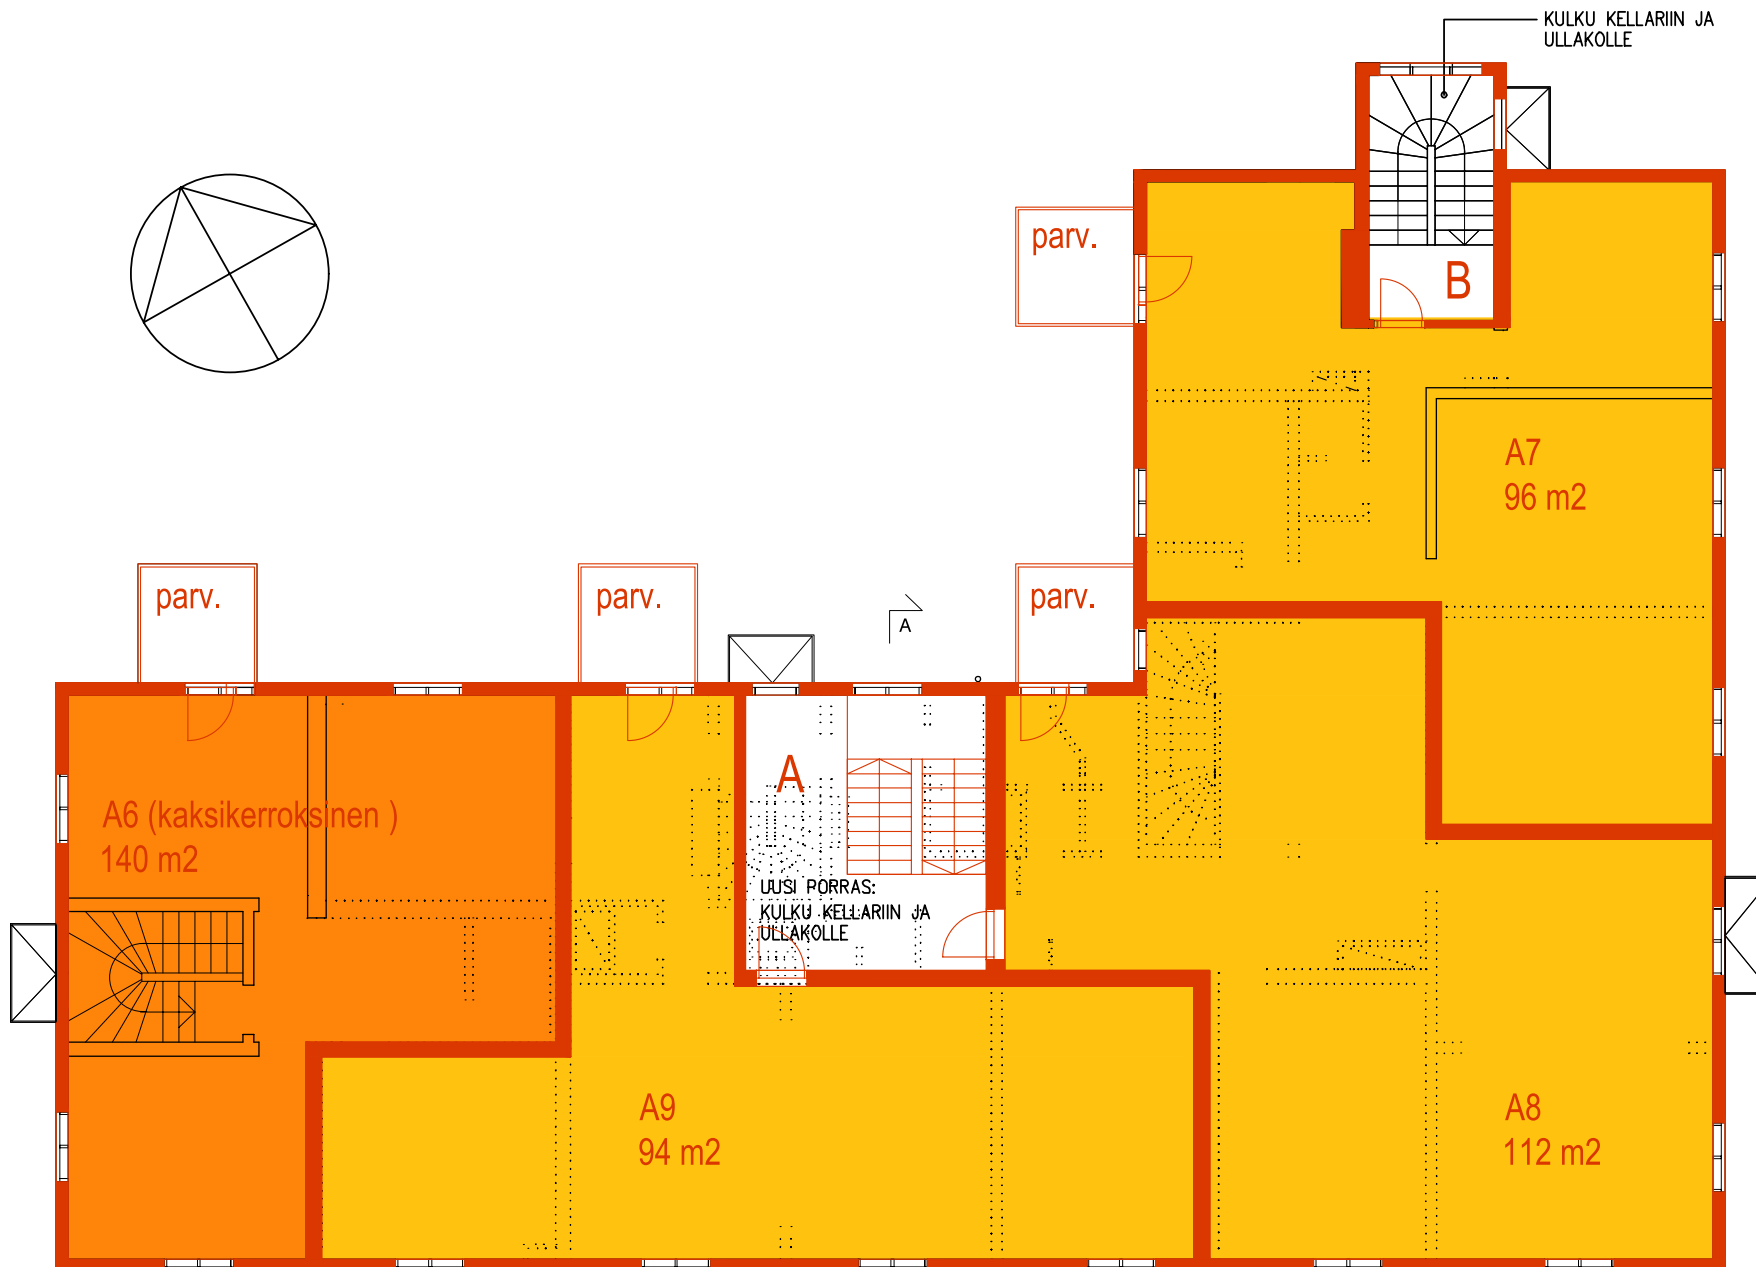 KULKU KELLARIIN JA
ULLAKOLLE
parv.
B
A7
96 m2
parv.
parv.
parv.
A
A
A6 (kaksikerroksinen )
140 m2
UUSI PORRAS:
KULKU KELLARIIN JA
ULLAKOLLE
A9
94 m2
A8
112 m2